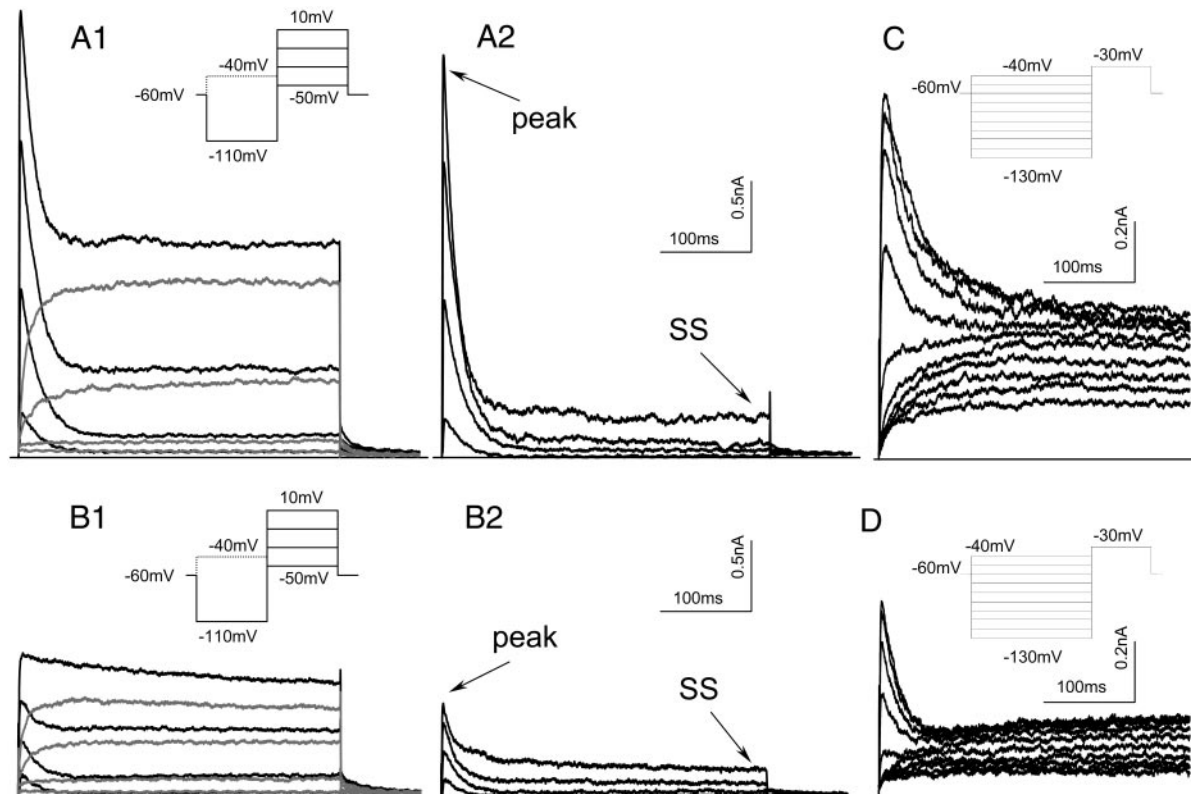 A1
10mV
-40mV
-60mV
-50mV
-110mV
A2
peak
0.5nA
100ms
SS
C
-30mV
-40mV
-60mV
-130mV
0.2nA
100ms
B1
10mV
-40mV
-60mV
-50mV
-110mV
B2
0.5nA
100ms
peak
SS
D
-30mV
-40mV
-60mV
-130mV
0.2nA
100ms